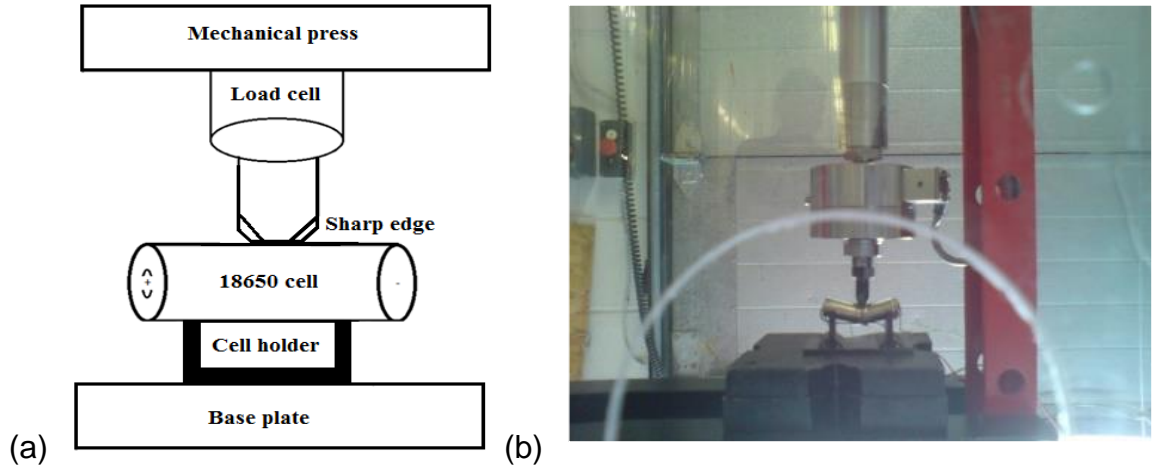 Mechanical press
Load cell
Sharp edge
+
18650 cell
-
Cell holder
Base plate
(a)
(b)